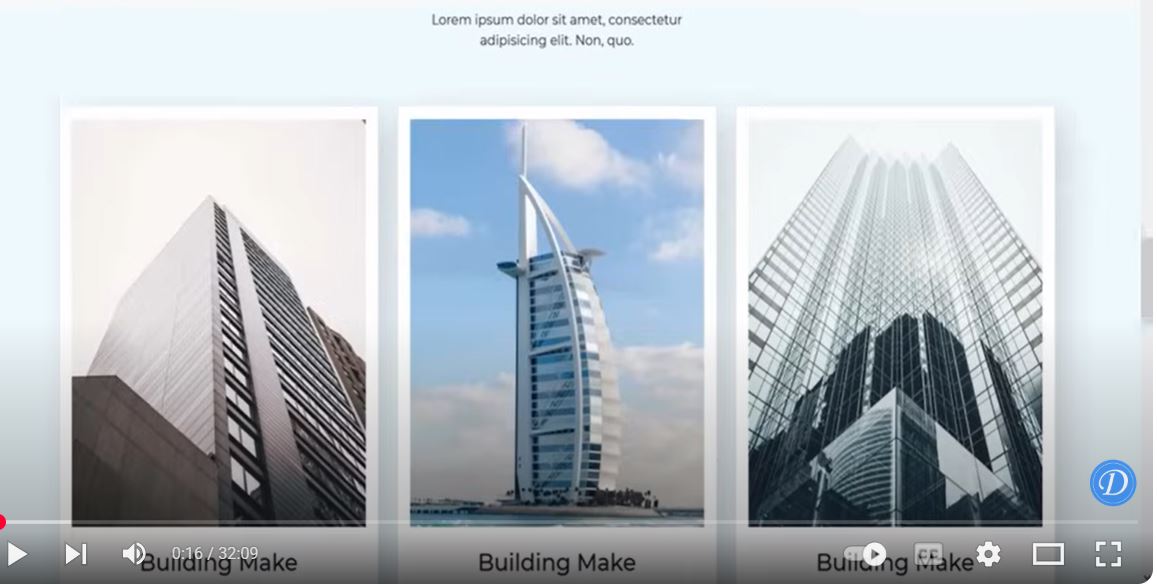 Lorem ipsum dolor sit amet, consectetur
adipisicing elit. Non, quo.
D
0:16 / 32:09
CC
Building Make
Building Make
Building Make